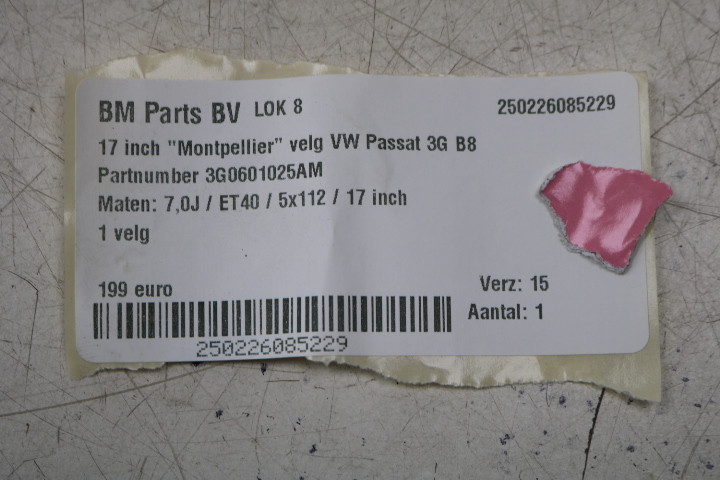 BM Parts BV LOK 8 250226085229
17 inch "Montpellier" velg VW Passat 3G B8
Partnumber 3G0601025AM
Maten: 7,0J / ET40 / 5x112 / 17 inch
1 velg
199 euro Verz: 15
Aantal: 1
250226085229